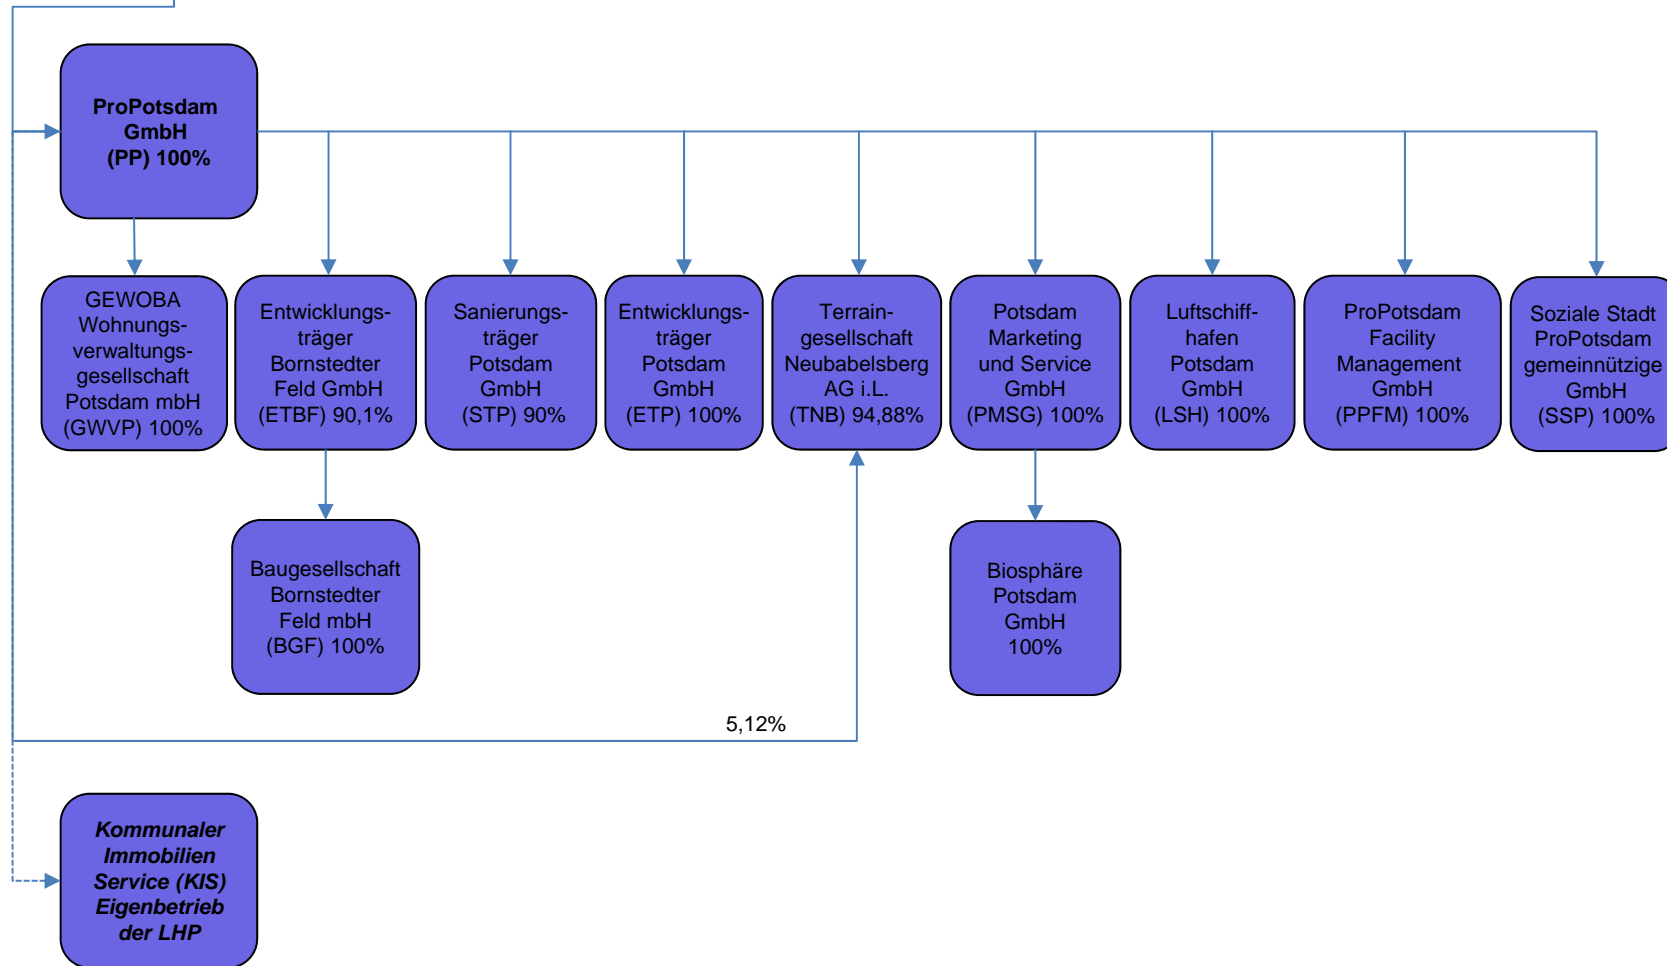 ProPotsdam
GmbH
(PP) 100%
GEWOBA
Wohnungs-
verwaltungs-
gesellschaft
Potsdam mbH
(GWVP) 100%
Entwicklungs-
träger
Bornstedter
Feld GmbH
(ETBF) 90,1%
Sanierungs-
träger
Potsdam
GmbH
(STP) 90%
Entwicklungs-
träger
Potsdam
GmbH
(ETP) 100%
Terrain-
gesellschaft
Neubabelsberg
AG i.L.
(TNB) 94,88%
Potsdam
Marketing
und Service
GmbH
(PMSG) 100%
Luftschiff-
hafen
Potsdam
GmbH
(LSH) 100%
ProPotsdam
Facility
Management
GmbH
(PPFM) 100%
Soziale Stadt
ProPotsdam
gemeinnützige
GmbH
(SSP) 100%
Baugesellschaft
Bornstedter
Feld mbH
(BGF) 100%
Biosphäre
Potsdam
GmbH
100%
5,12%
Kommunaler
Immobilien
Service (KIS)
Eigenbetrieb
der LHP